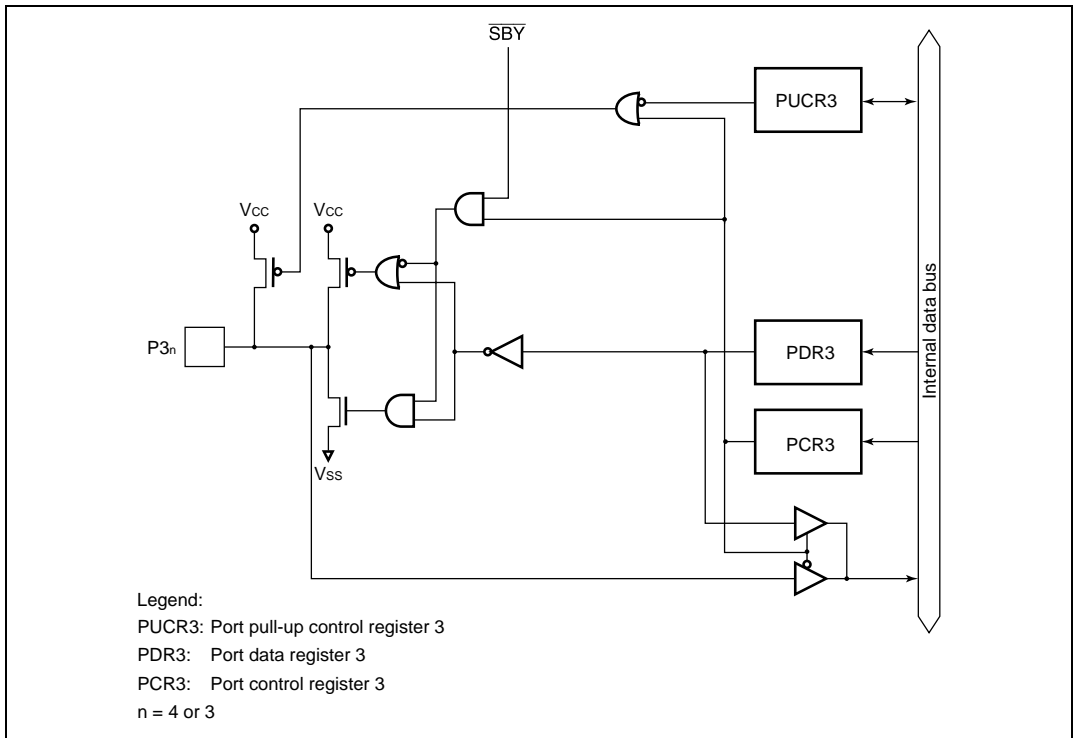 SBY
PUCR3
VCC
VCC
Internal data bus
P3n
PDR3
PCR3
VSS
Legend:
PUCR3: Port pull-up control register 3
PDR3: Port data register 3
PCR3: Port control register 3
n = 4 or 3